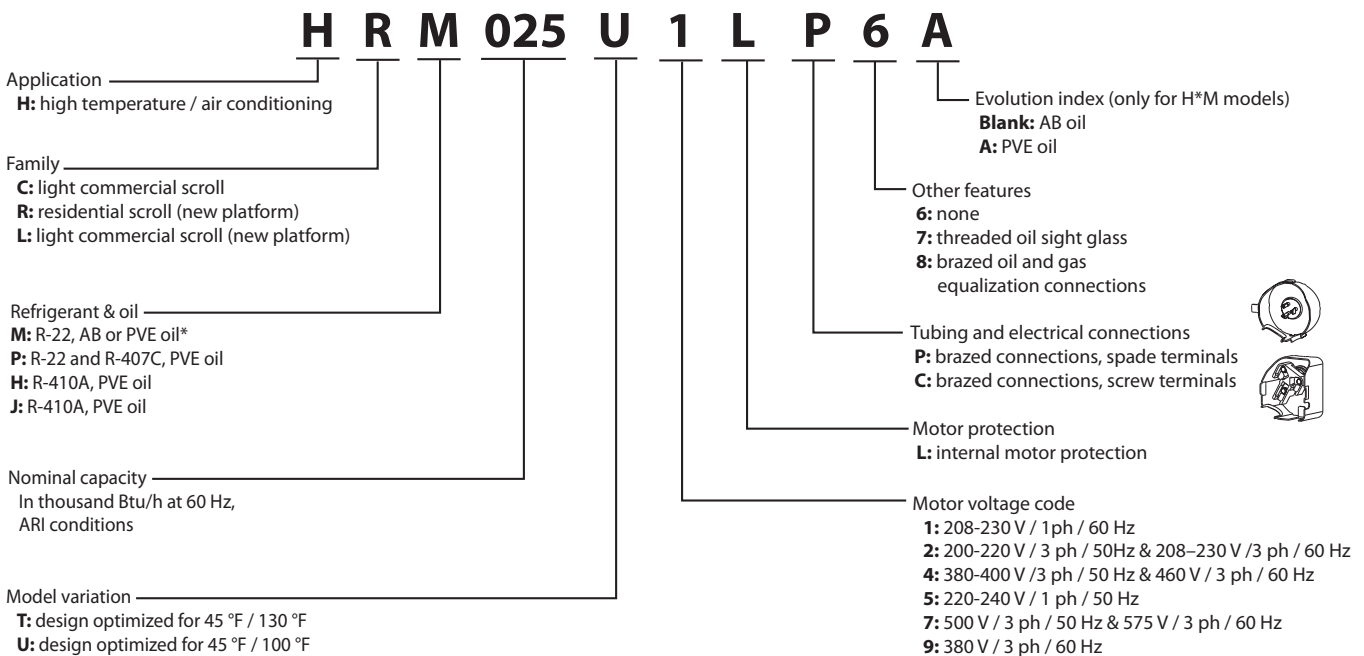 H R M 025 U 1 L P 6 A
Application
H: high temperature / air conditioning
Family
C: light commercial scroll
R: residential scroll (new platform)
L: light commercial scroll (new platform)
Refrigerant & oil
M: R-22, AB or PVE oil*
P: R-22 and R-407C, PVE oil
H: R-410A, PVE oil
J: R-410A, PVE oil
Nominal capacity
In thousand Btu/h at 60 Hz,
ARI conditions
Model variation
T: design optimized for 45 °F / 130 °F
U: design optimized for 45 °F / 100 °F
Evolution index (only for H*M models)
Blank: AB oil
A: PVE oil
Other features
6: none
7: threaded oil sight glass
8: brazed oil and gas
equalization connections
Tubing and electrical connections
P: brazed connections, spade terminals
C: brazed connections, screw terminals
Motor protection
L: internal motor protection
Motor voltage code
1: 208-230 V / 1ph / 60 Hz
2: 200-220 V / 3 ph / 50Hz & 208–230 V /3 ph / 60 Hz
4: 380-400 V /3 ph / 50 Hz & 460 V / 3 ph / 60 Hz
5: 220-240 V / 1 ph / 50 Hz
7: 500 V / 3 ph / 50 Hz & 575 V / 3 ph / 60 Hz
9: 380 V / 3 ph / 60 Hz